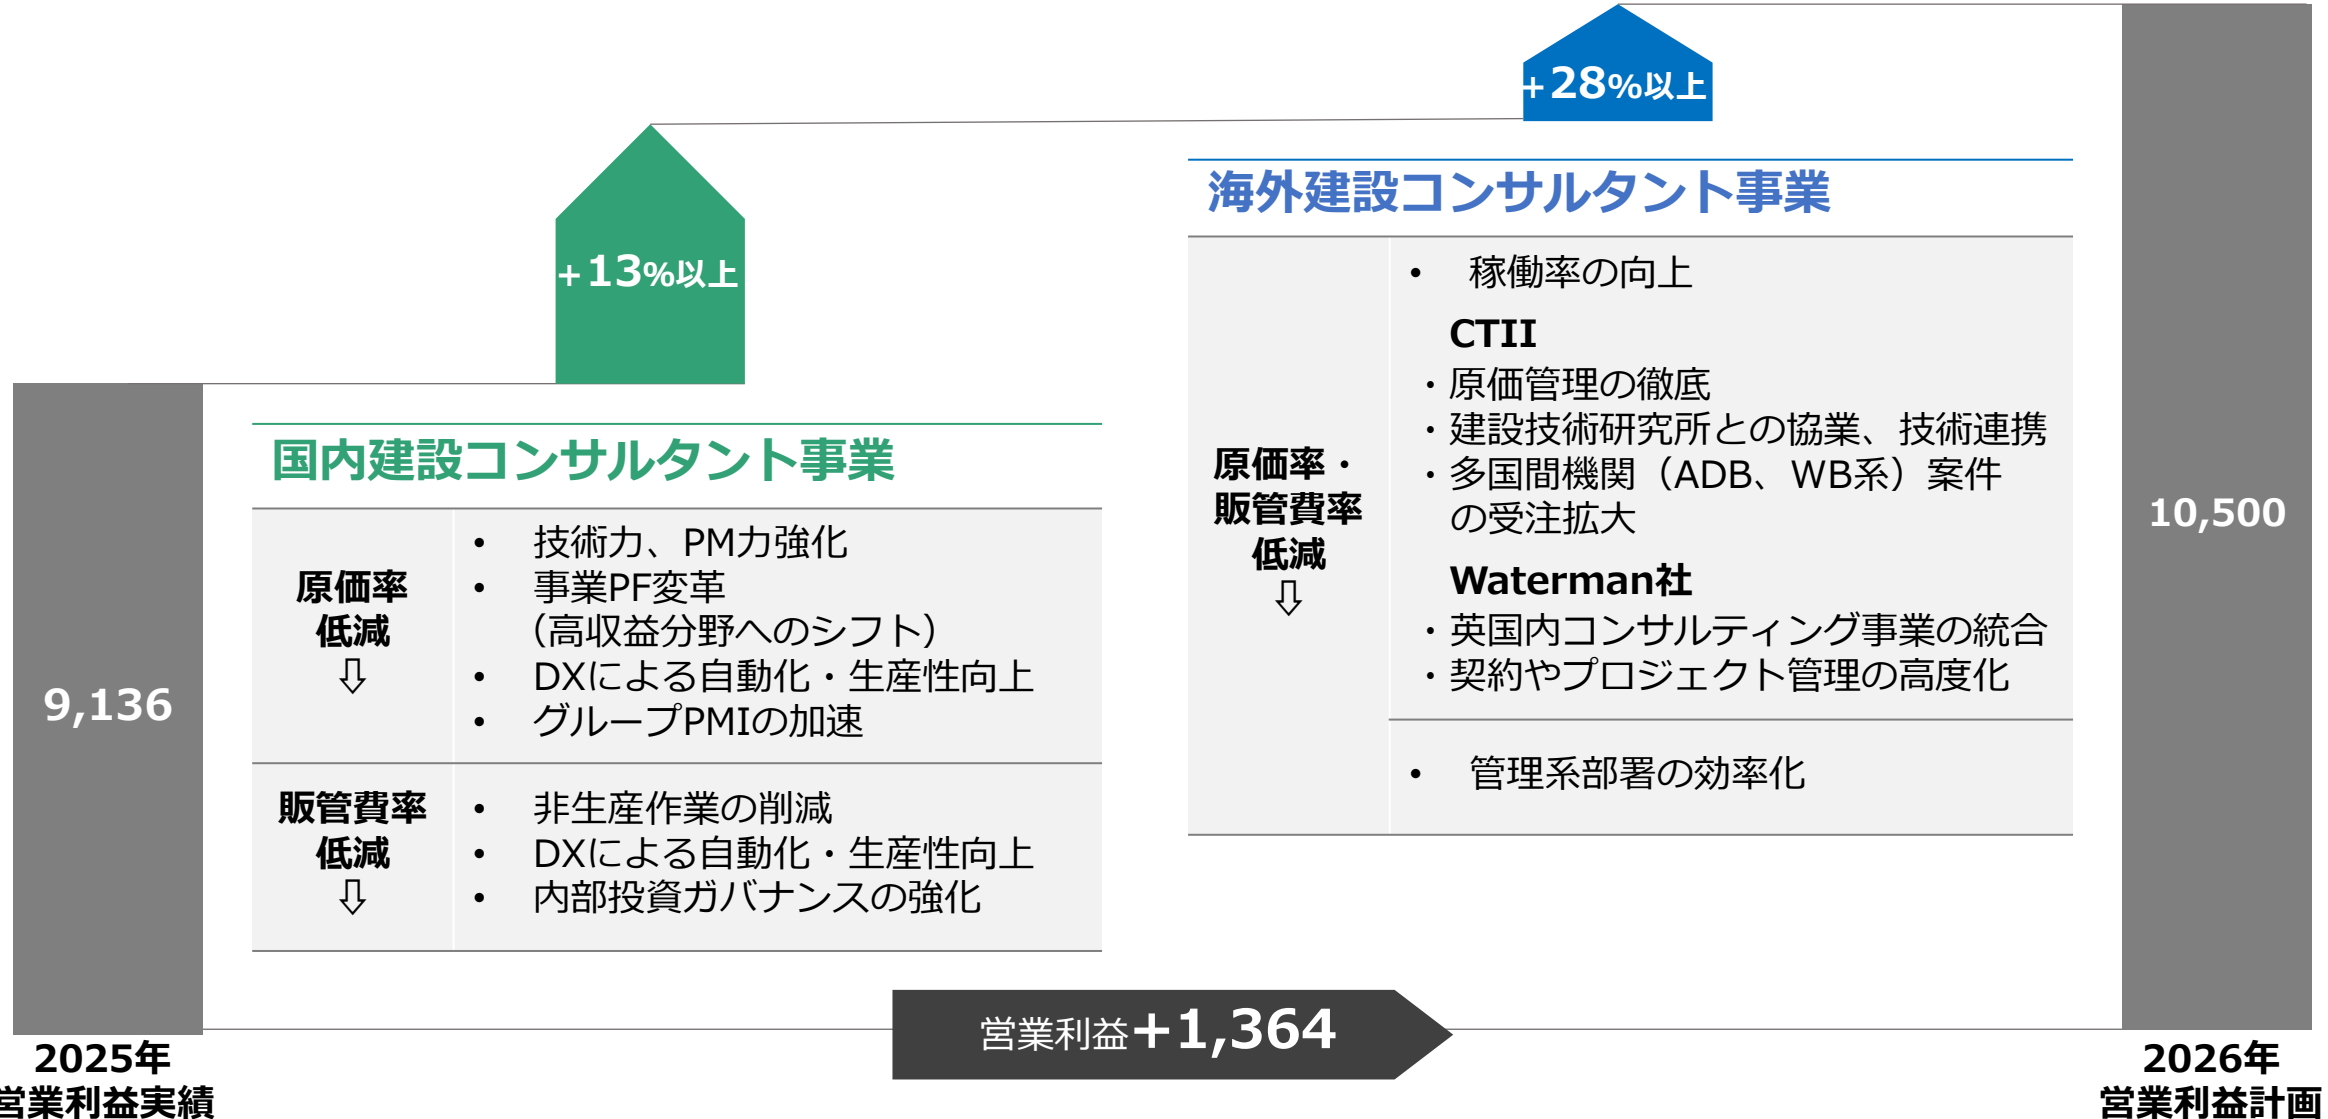 +28%以上
+13%以上
海外建設コンサルタント事業
• 稼働率の向上
CTII
・原価管理の徹底
・建設技術研究所との協業、技術連携
・多国間機関（ADB、WB系）案件
の受注拡大
Waterman社
・英国内コンサルティング事業の統合
・契約やプロジェクト管理の高度化
原価率・
販管費率
低減
⇩
• 管理系部署の効率化
国内建設コンサルタント事業
原価率
低減
⇩
• 技術力、PM力強化
• 事業PF変革
（高収益分野へのシフト）
• DXによる自動化・生産性向上
• グループPMIの加速
販管費率
低減
⇩
• 非生産作業の削減
• DXによる自動化・生産性向上
• 内部投資ガバナンスの強化
9,136
10,500
営業利益+1,364
2025年
営業利益実績
2026年
営業利益計画